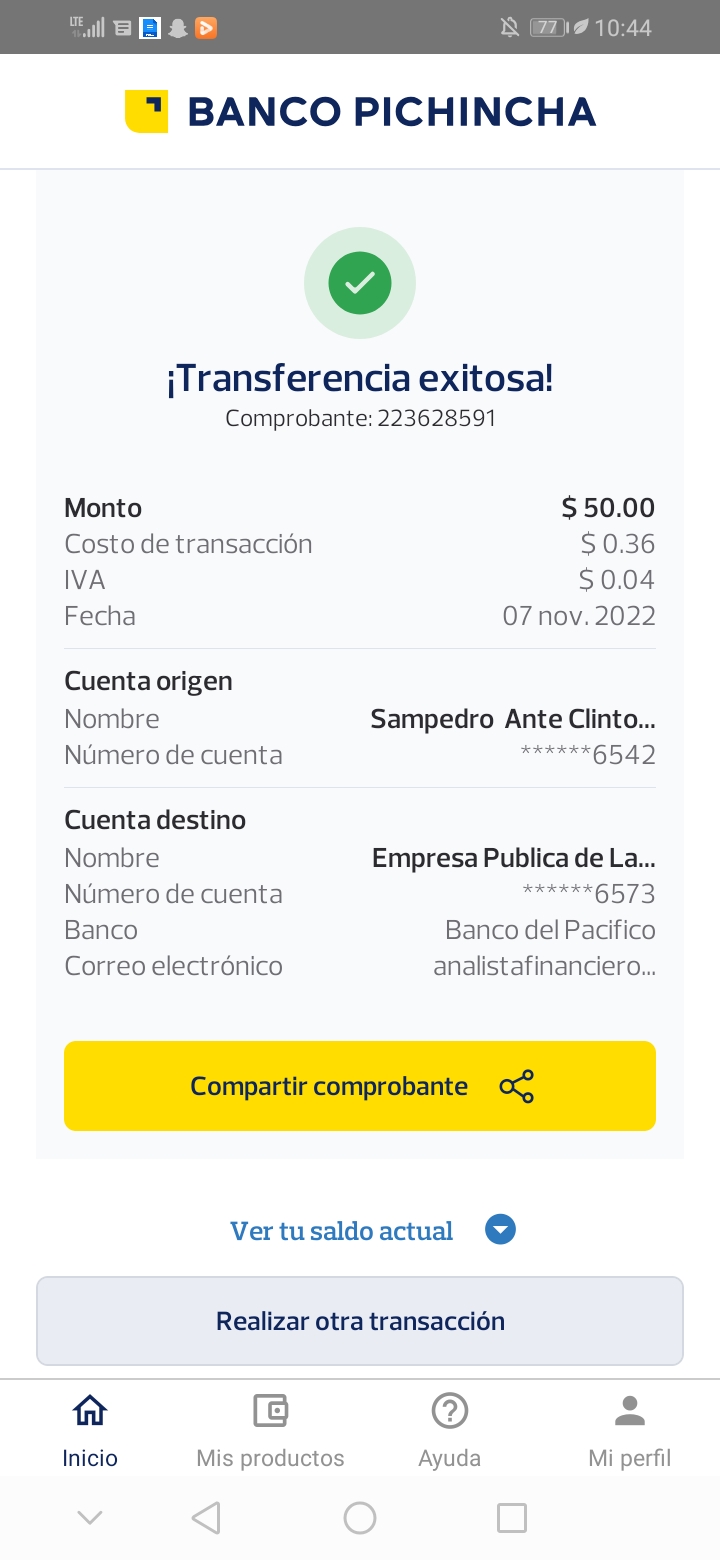 LTE 77 10:44
BANCO PICHINCHA
¡Transferencia exitosa!
Comprobante: 223628591
Monto $ 50.00
Costo de transacción $ 0.36
IVA $ 0.04
Fecha 07 nov. 2022
Cuenta origen
Nombre Sampedro Ante Clinto...
Número de cuenta ******6542
Cuenta destino
Nombre Empresa Publica de La...
Número de cuenta ******6573
Banco Banco del Pacifico
Correo electrónico analistafinanciero...
Compartir comprobante
Ver tu saldo actual
Realizar otra transacción
Inicio Mis productos Ayuda Mi perfil